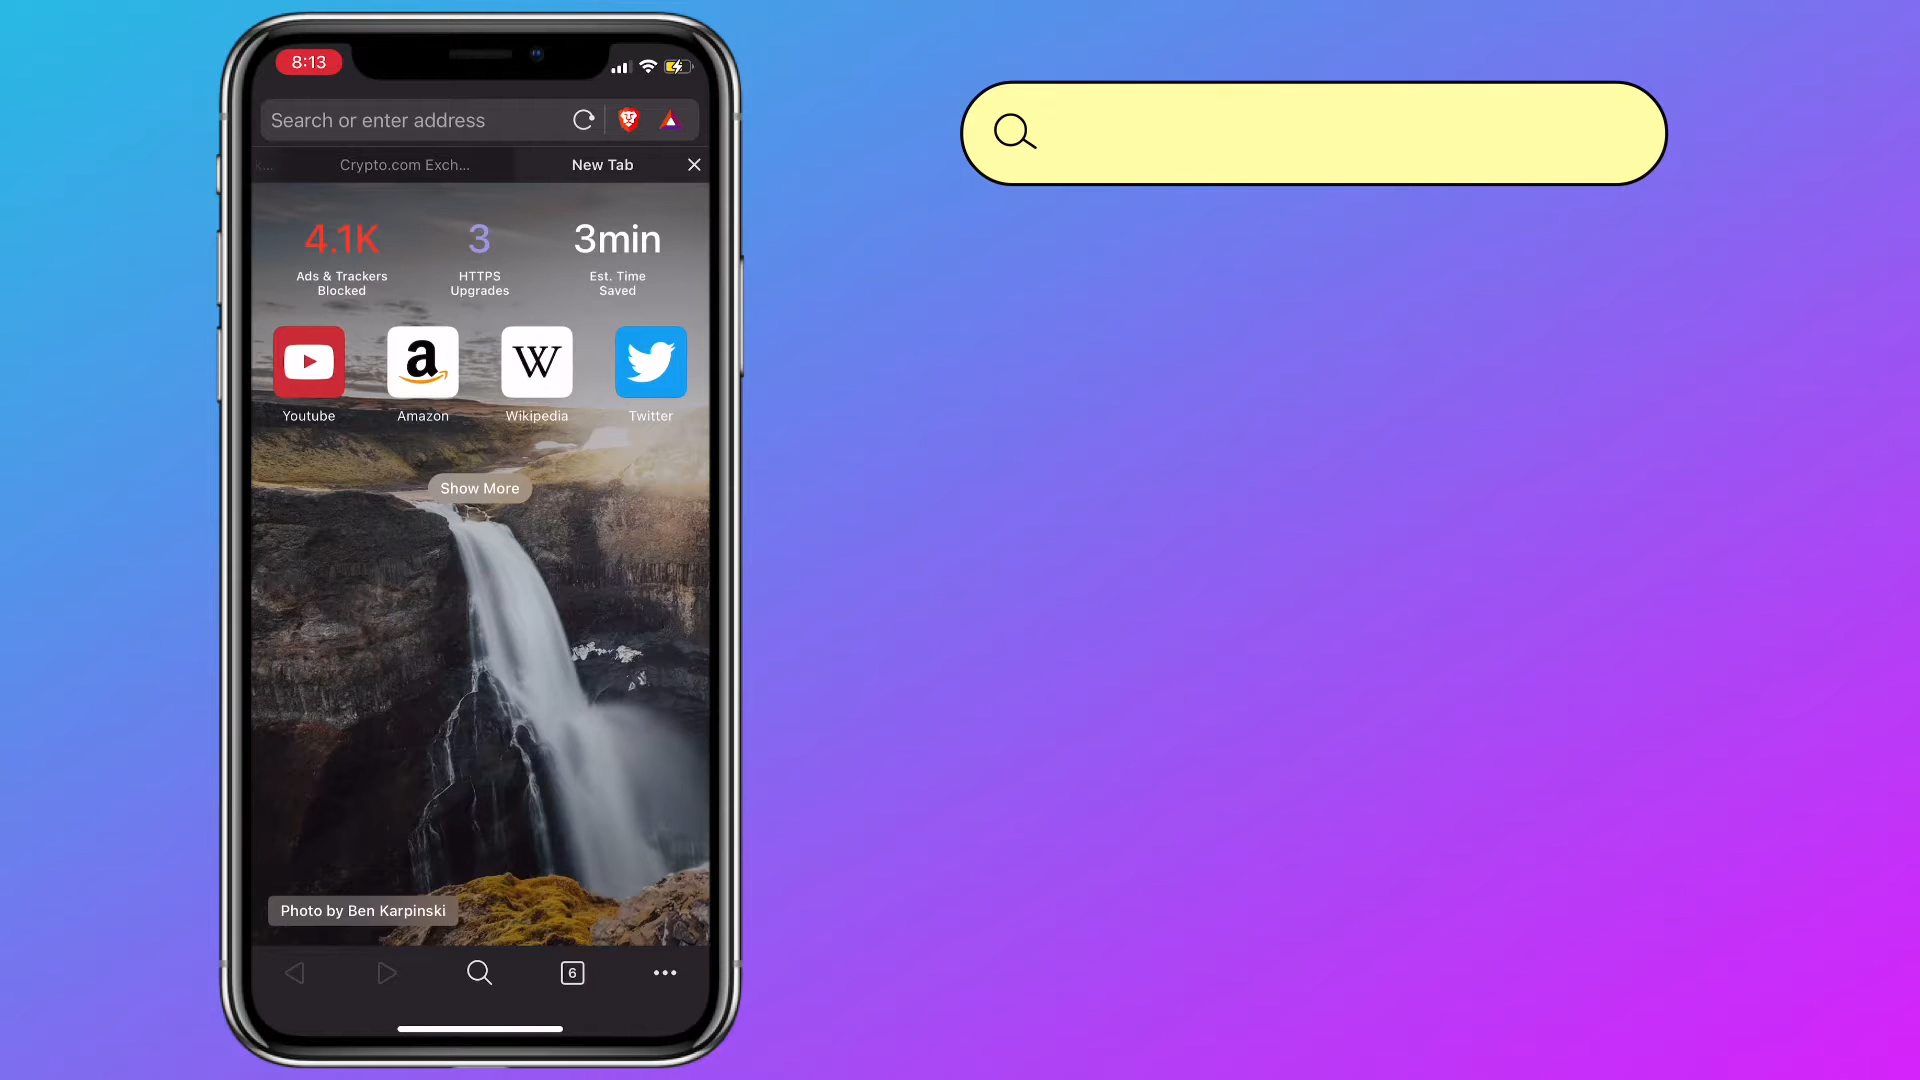 8:13
Search or enter address
k...
Crypto.com Exch...
New Tab
4.1K
3
3min
Ads & Trackers
Blocked
HTTPS
Upgrades
Est. Time
Saved
Youtube
Amazon
Wikipedia
Twitter
Show More
Photo by Ben Karpinski
6